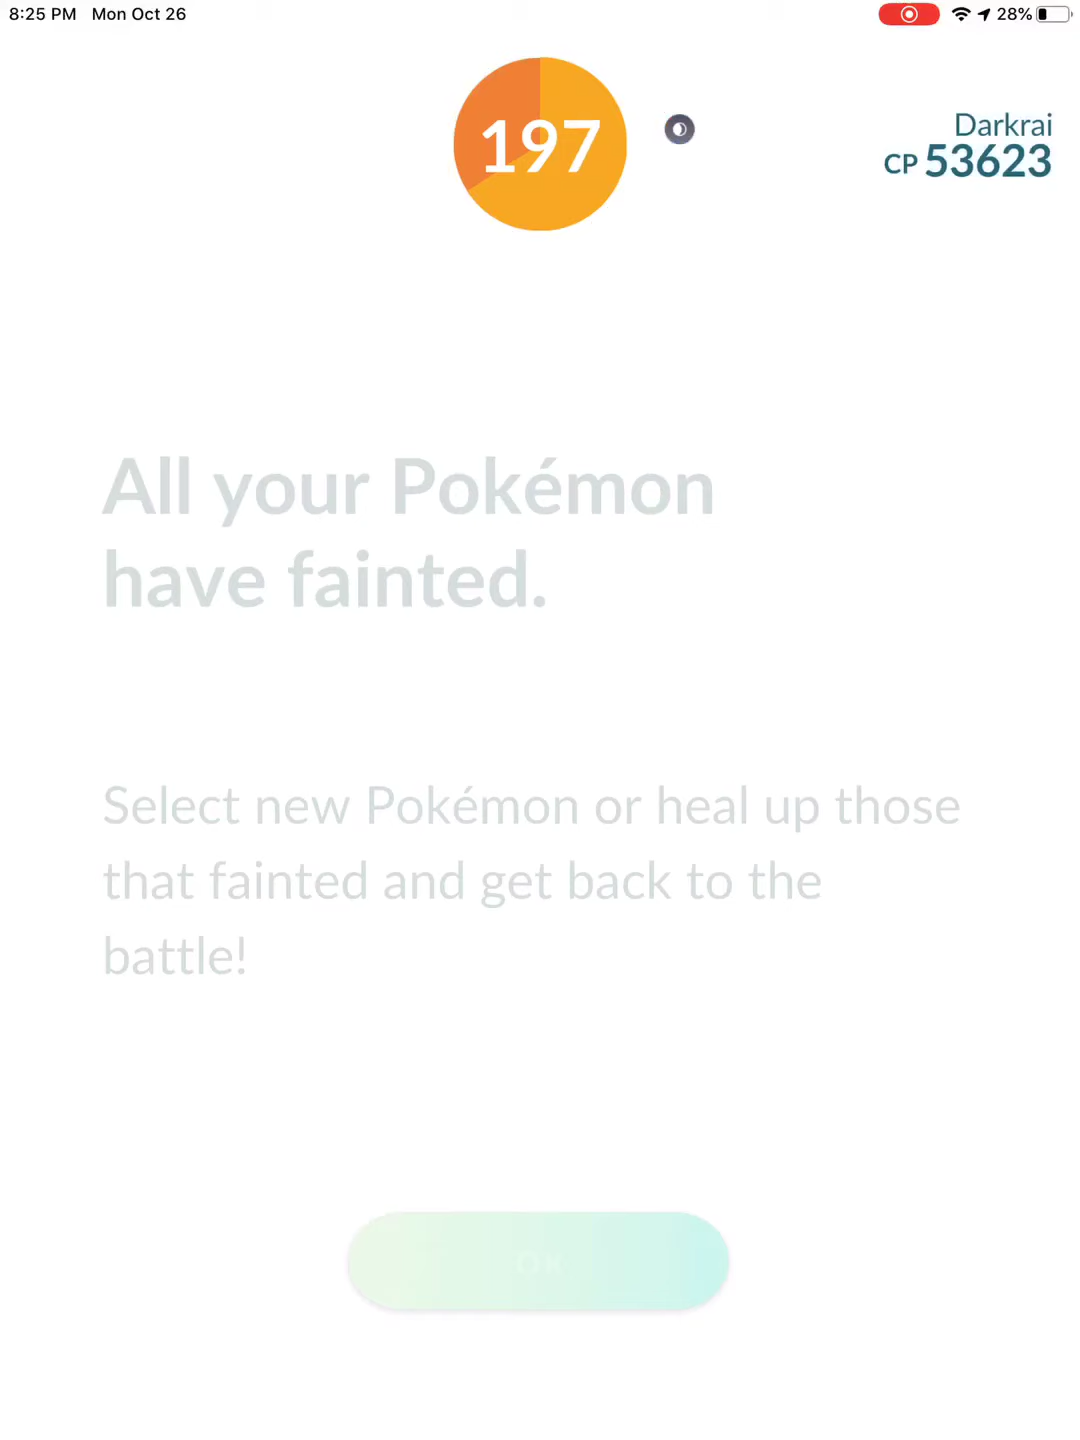 8:25 PM Mon Oct 26 28%
197
Darkrai
CP 53623
All your Pokémon
have fainted.
Select new Pokémon or heal up those
that fainted and get back to the
battle!
OK